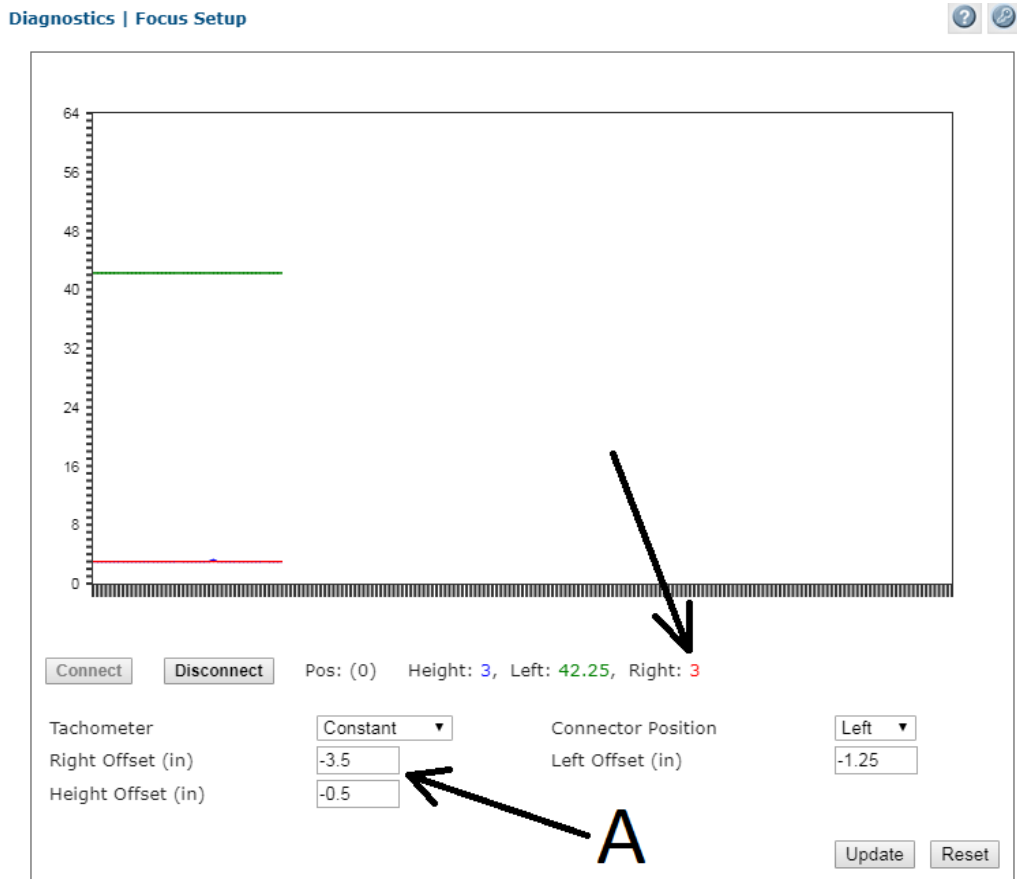 Diagnostics | Focus Setup
?
64
56
48
40
32
24
16
8
0
Connect Disconnect Pos: (0) Height: 3, Left: 42.25, Right: 3
Tachometer Constant Connector Position Left
Right Offset (in) -3.5 Left Offset (in) -1.25
Height Offset (in) -0.5
A
Update Reset